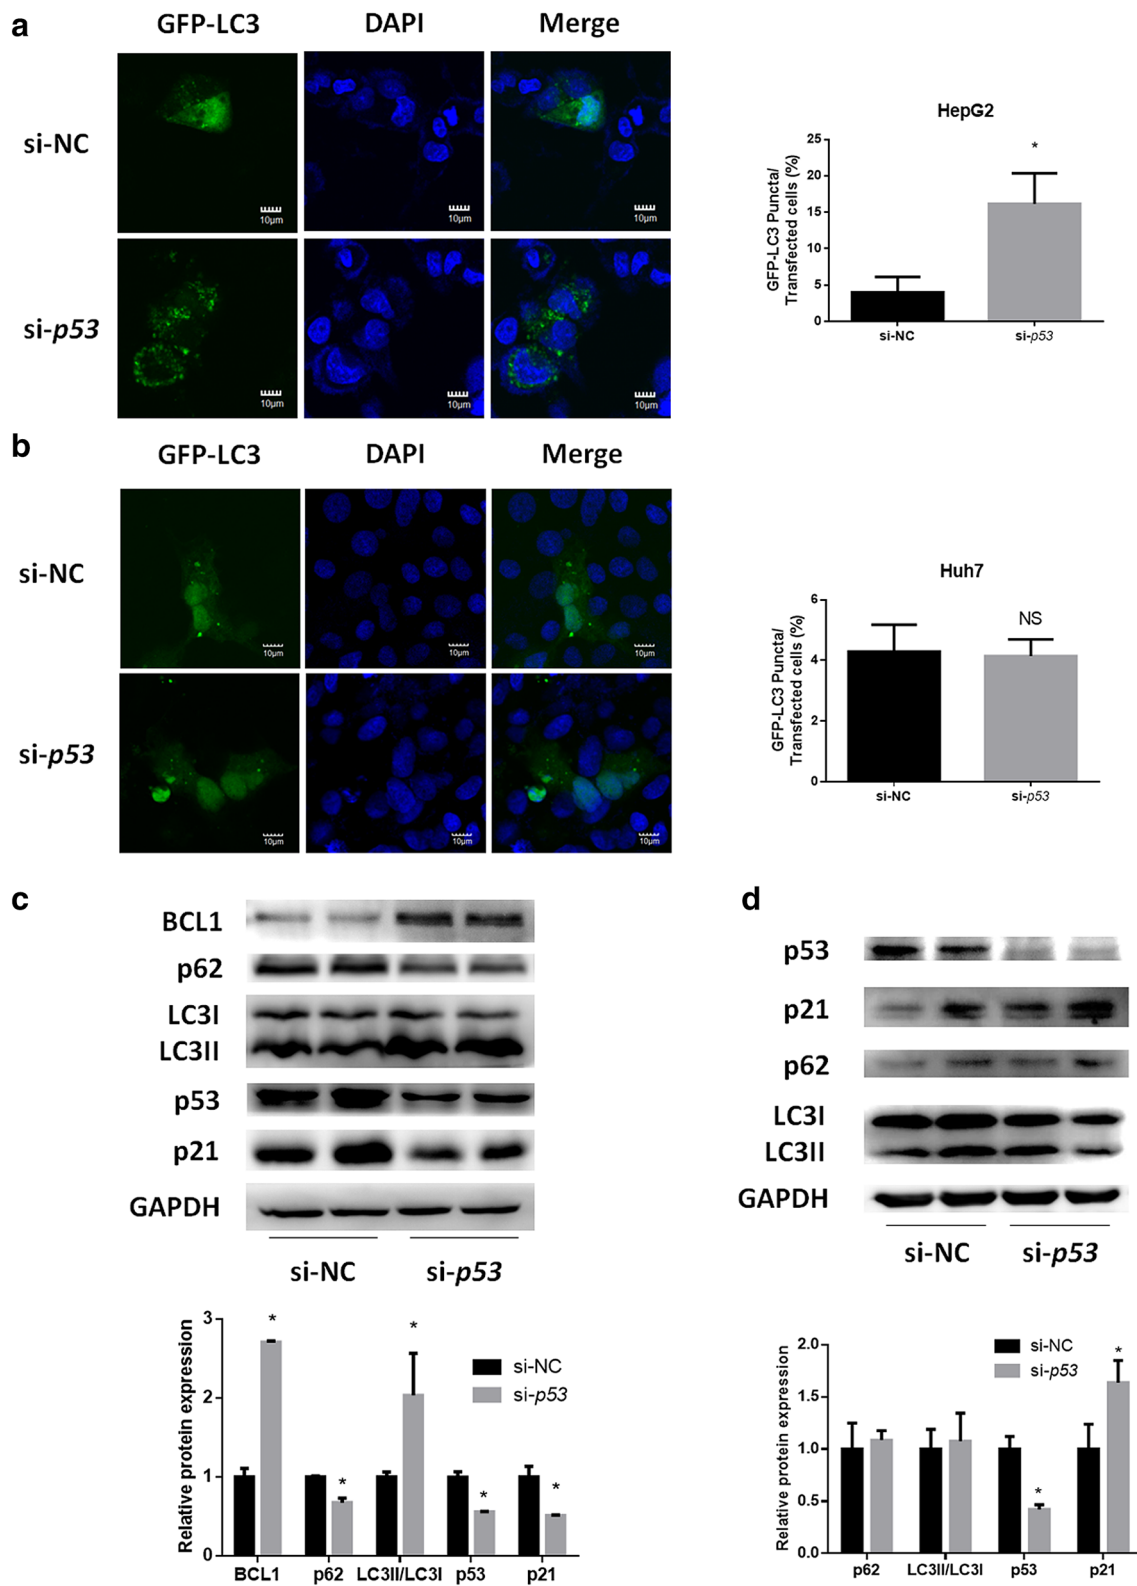 a
GFP-LC3 DAPI Merge
si-NC
10µm 10µm 10µm
si-p53
10µm 10µm 10µm
HepG2
GFP-LC3 Puncta/
Transfected cells (%)
25
20
15
10
5
0
*
si-NC si-p53
b
GFP-LC3 DAPI Merge
si-NC
10µm 10µm 10µm
si-p53
10µm 10µm 10µm
Huh7
GFP-LC3 Puncta/
Transfected cells (%)
6
4
2
0
NS
si-NC si-p53
c
BCL1
p62
LC3I
LC3II
p53
p21
GAPDH
si-NC si-p53
Relative protein expression
3
2
1
0
* * * * *
si-NC
si-p53
BCL1 p62 LC3II/LC3I p53 p21
d
p53
p21
p62
LC3I
LC3II
GAPDH
si-NC si-p53
Relative protein expression
2.0
1.5
1.0
0.5
0.0
si-NC
si-p53
* *
p62 LC3II/LC3I p53 p21